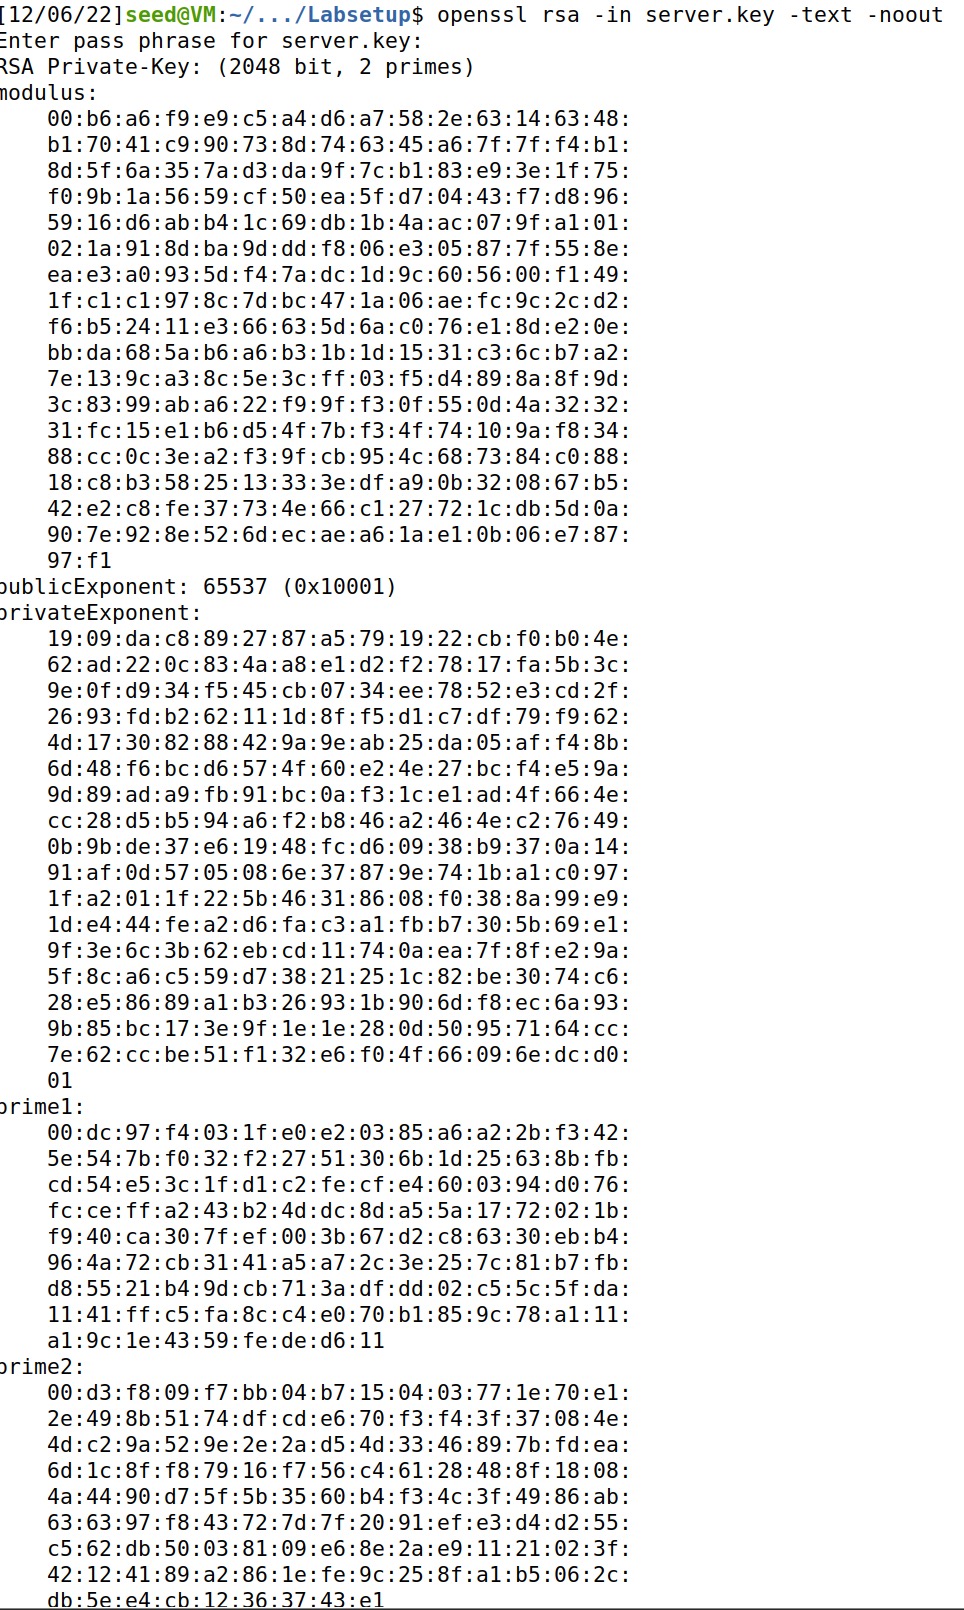 [12/06/22]seed@VM:~/.../Labsetup$ openssl rsa -in server.key -text -noout
Enter pass phrase for server.key:
RSA Private-Key: (2048 bit, 2 primes)
modulus:
00:b6:a6:f9:e9:c5:a4:d6:a7:58:2e:63:14:63:48:
b1:70:41:c9:90:73:8d:74:63:45:a6:7f:7f:f4:b1:
8d:5f:6a:35:7a:d3:da:9f:7c:b1:83:e9:3e:1f:75:
f0:9b:1a:56:59:cf:50:ea:5f:d7:04:43:f7:d8:96:
59:16:d6:ab:b4:1c:69:db:1b:4a:ac:07:9f:a1:01:
02:1a:91:8d:ba:9d:dd:f8:06:e3:05:87:7f:55:8e:
ea:e3:a0:93:5d:f4:7a:dc:1d:9c:60:56:00:f1:49:
1f:c1:c1:97:8c:7d:bc:47:1a:06:ae:fc:9c:2c:d2:
f6:b5:24:11:e3:66:63:5d:6a:c0:76:e1:8d:e2:0e:
bb:da:68:5a:b6:a6:b3:1b:1d:15:31:c3:6c:b7:a2:
7e:13:9c:a3:8c:5e:3c:ff:03:f5:d4:89:8a:8f:9d:
3c:83:99:ab:a6:22:f9:9f:f3:0f:55:0d:4a:32:32:
31:fc:15:e1:b6:d5:4f:7b:f3:4f:74:10:9a:f8:34:
88:cc:0c:3e:a2:f3:9f:cb:95:4c:68:73:84:c0:88:
18:c8:b3:58:25:13:33:3e:df:a9:0b:32:08:67:b5:
42:e2:c8:fe:37:73:4e:66:c1:27:72:1c:db:5d:0a:
90:7e:92:8e:52:6d:ec:ae:a6:1a:e1:0b:06:e7:87:
97:f1
publicExponent: 65537 (0x10001)
privateExponent:
19:09:da:c8:89:27:87:a5:79:19:22:cb:f0:b0:4e:
62:ad:22:0c:83:4a:a8:e1:d2:f2:78:17:fa:5b:3c:
9e:0f:d9:34:f5:45:cb:07:34:ee:78:52:e3:cd:2f:
26:93:fd:b2:62:11:1d:8f:f5:d1:c7:df:79:f9:62:
4d:17:30:82:88:42:9a:9e:ab:25:da:05:af:f4:8b:
6d:48:f6:bc:d6:57:4f:60:e2:4e:27:bc:f4:e5:9a:
9d:89:ad:a9:fb:91:bc:0a:f3:1c:e1:ad:4f:66:4e:
cc:28:d5:b5:94:a6:f2:b8:46:a2:46:4e:c2:76:49:
0b:9b:de:37:e6:19:48:fc:d6:09:38:b9:37:0a:14:
91:af:0d:57:05:08:6e:37:87:9e:74:1b:a1:c0:97:
1f:a2:01:1f:22:5b:46:31:86:08:f0:38:8a:99:e9:
1d:e4:44:fe:a2:d6:fa:c3:a1:fb:b7:30:5b:69:e1:
9f:3e:6c:3b:62:eb:cd:11:74:0a:ea:7f:8f:e2:9a:
5f:8c:a6:c5:59:d7:38:21:25:1c:82:be:30:74:c6:
28:e5:86:89:a1:b3:26:93:1b:90:6d:f8:ec:6a:93:
9b:85:bc:17:3e:9f:1e:1e:28:0d:50:95:71:64:cc:
7e:62:cc:be:51:f1:32:e6:f0:4f:66:09:6e:dc:d0:
01
prime1:
00:dc:97:f4:03:1f:e0:e2:03:85:a6:a2:2b:f3:42:
5e:54:7b:f0:32:f2:27:51:30:6b:1d:25:63:8b:fb:
cd:54:e5:3c:1f:d1:c2:fe:cf:e4:60:03:94:d0:76:
fc:ce:ff:a2:43:b2:4d:dc:8d:a5:5a:17:72:02:1b:
f9:40:ca:30:7f:ef:00:3b:67:d2:c8:63:30:eb:b4:
96:4a:72:cb:31:41:a5:a7:2c:3e:25:7c:81:b7:fb:
d8:55:21:b4:9d:cb:71:3a:df:dd:02:c5:5c:5f:da:
11:41:ff:c5:fa:8c:c4:e0:70:b1:85:9c:78:a1:11:
a1:9c:1e:43:59:fe:de:d6:11
prime2:
00:d3:f8:09:f7:bb:04:b7:15:04:03:77:1e:70:e1:
2e:49:8b:51:74:df:cd:e6:70:f3:f4:3f:37:08:4e:
4d:c2:9a:52:9e:2e:2a:d5:4d:33:46:89:7b:fd:ea:
6d:1c:8f:f8:79:16:f7:56:c4:61:28:48:8f:18:08:
4a:44:90:d7:5f:5b:35:60:b4:f3:4c:3f:49:86:ab:
63:63:97:f8:43:72:7d:7f:20:91:ef:e3:d4:d2:55:
c5:62:db:50:03:81:09:e6:8e:2a:e9:11:21:02:3f:
42:12:41:89:a2:86:1e:fe:9c:25:8f:a1:b5:06:2c:
db:5e:e4:cb:12:36:37:43:e1